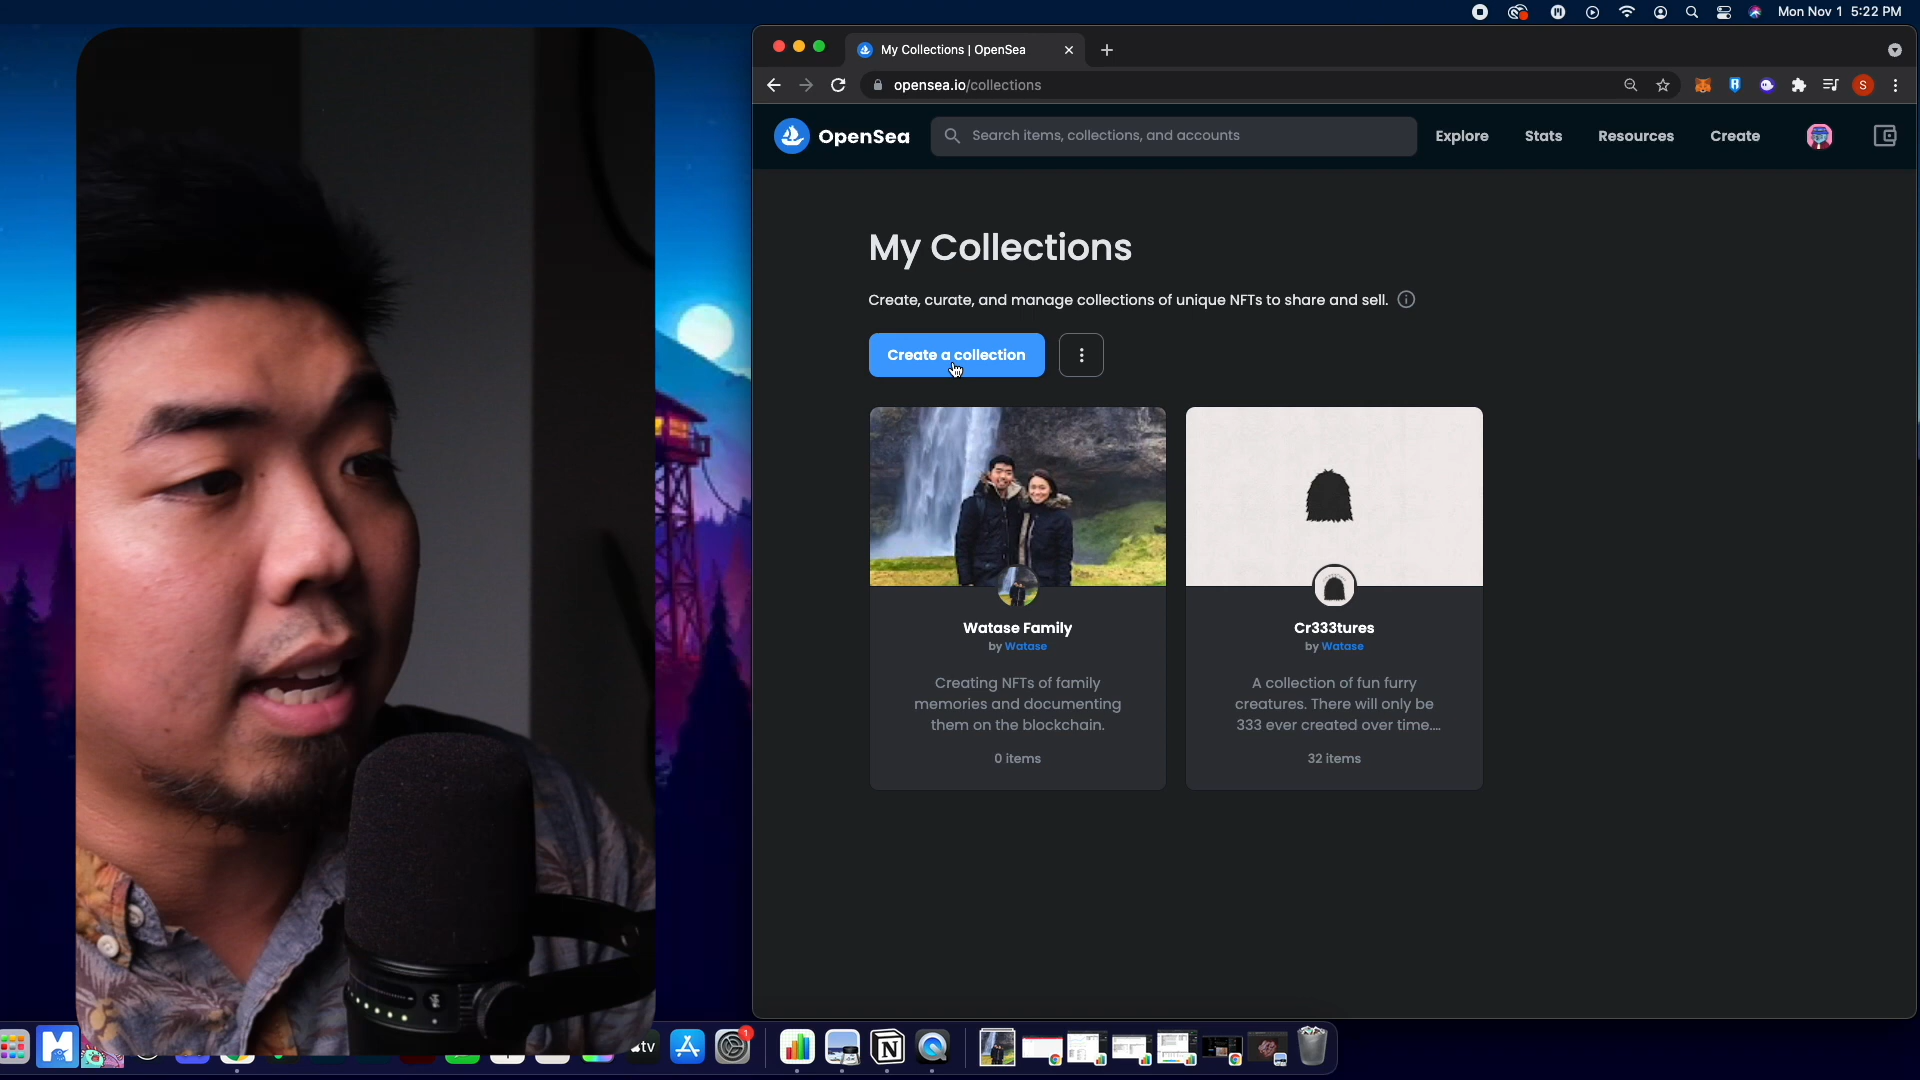 Mon Nov 1 5:22 PM
My Collections | OpenSea
opensea.io/collections
S
OpenSea
Search items, collections, and accounts
Explore
Stats
Resources
Create
My Collections
Create, curate, and manage collections of unique NFTs to share and sell.
Create a collection
Watase Family
by Watase
Creating NFTs of family
memories and documenting
them on the blockchain.
0 items
Cr333tures
by Watase
A collection of fun furry
creatures. There will only be
333 ever created over time....
32 items
tv
1